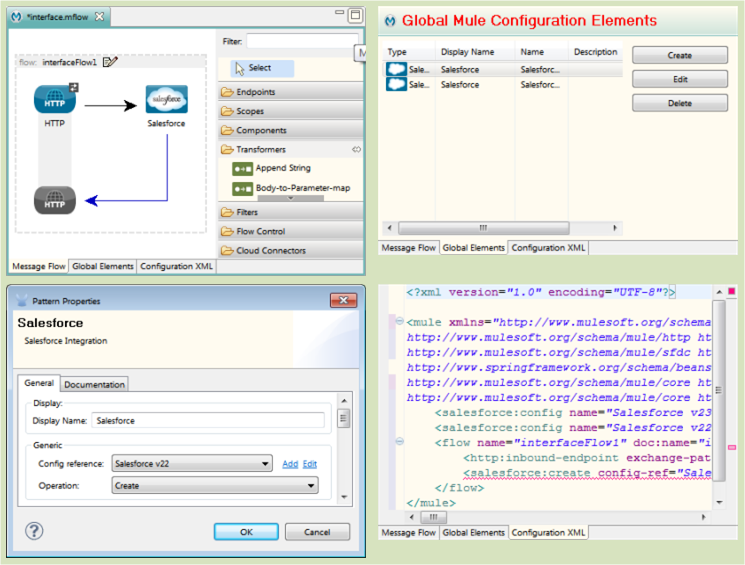 *interface.mflow
flow: interfaceFlow1
HTTP
HTTP
salesforce
Salesforce
HTTP
Filter:
Select
Endpoints
Scopes
Components
Transformers
Append String
Body-to-Parameter-map
Filters
Flow Control
Cloud Connectors
Message Flow Global Elements Configuration XML
Global Mule Configuration Elements
Type Display Name Name Description
Sale... Salesforce Salesforc...
Sale... Salesforce Salesforc...
Create
Edit
Delete
Message Flow Global Elements Configuration XML
Pattern Properties
Salesforce
Salesforce Integration
General Documentation
Display:
Display Name: Salesforce
Generic
Config reference: Salesforce v22 Add Edit
Operation: Create
OK Cancel
<?xml version="1.0" encoding="UTF-8"?>
<mule xmlns="http://www.mulesoft.org/schema
http://www.mulesoft.org/schema/mule/http ht
http://www.mulesoft.org/schema/mule/sfdc ht
http://www.springframework.org/schema/beans
http://www.mulesoft.org/schema/mule/core ht
http://www.mulesoft.org/schema/mule/core ht
<salesforce:config name="Salesforce v23
<salesforce:config name="Salesforce v22
<flow name="interfaceFlow1" doc:name="i
<http:inbound-endpoint exchange-pat
<salesforce:create config-ref="Sale
</flow>
</mule>
Message Flow Global Elements Configuration XML